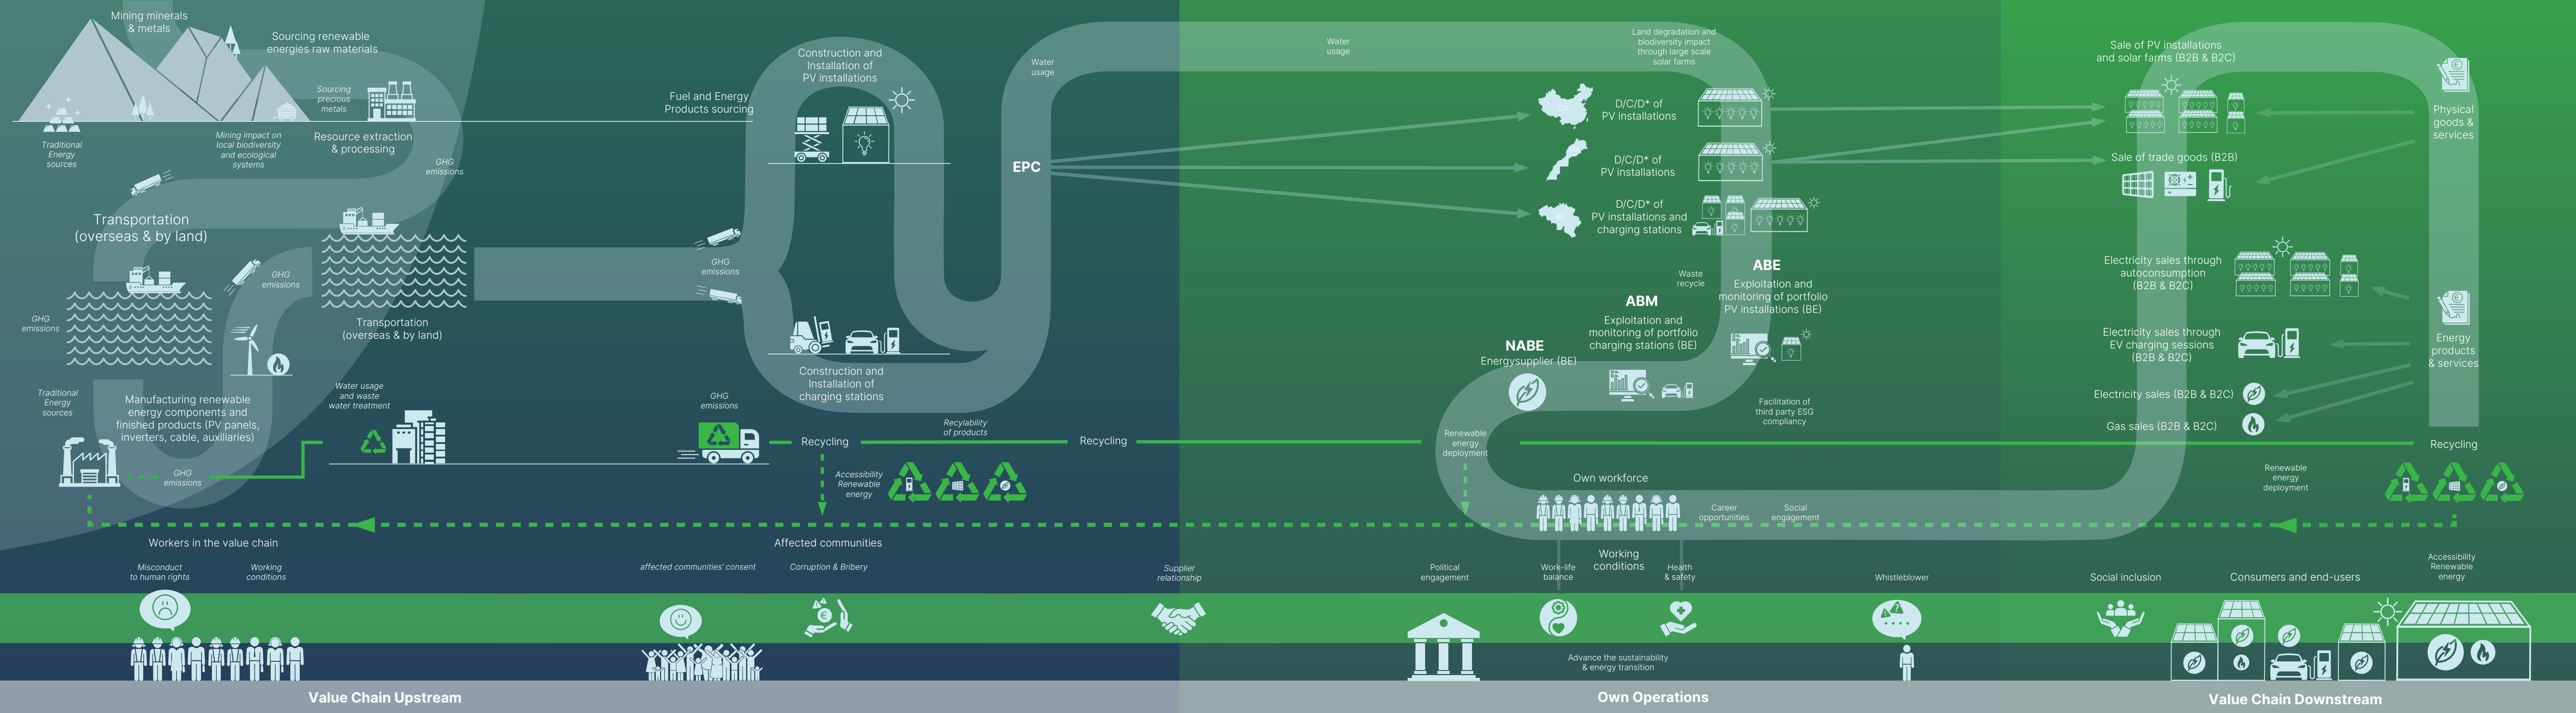 Mining minerals
& metals
Sourcing renewable
energies raw materials
Sourcing
precious
metals
Traditional
Energy
sources
Mining impact on
local biodiversity
and ecological
systems
Resource extraction
& processing
GHG
emissions
Transportation
(overseas & by land)
GHG
emissions
GHG
emissions
Transportation
(overseas & by land)
Traditional
Energy
sources
Manufacturing renewable
energy components and
finished products (PV panels,
inverters, cable, auxiliaries)
GHG
emissions
Water usage
and waste
water treatment
Fuel and Energy
Products sourcing
Construction and
Installation of
PV installations
GHG
emissions
Construction and
Installation of
charging stations
GHG
emissions
Recycling
Recylability
of products
Accessibility
Renewable
energy
Recycling
Water
usage
EPC
Water
usage
Land degradation and
biodiversity impact
through large scale
solar farms
CN
D/C/D* of
PV installations
D/C/D* of
PV installations
D/C/D* of
PV installations and
charging stations
Waste
recycle
ABE
Exploitation and
monitoring of portfolio
PV installations (BE)
ABM
Exploitation and
monitoring of portfolio
charging stations (BE)
NABE
Energysupplier (BE)
Facilitation of
third party ESG
compliancy
Renewable
energy
deployment
Own workforce
Career
opportunities
Social
engagement
Sale of PV installations
and solar farms (B2B & B2C)
Sale of trade goods (B2B)
Electricity sales through
autoconsumption
(B2B & B2C)
Electricity sales through
EV charging sessions
(B2B & B2C)
Electricity sales (B2B & B2C)
Gas sales (B2B & B2C)
Physical
goods &
services
Energy
products
& services
Recycling
Renewable
energy
deployment
Workers in the value chain
Misconduct
to human rights
Working
conditions
Affected communities
affected communities' consent
Corruption & Bribery
Supplier
relationship
Political
engagement
Work-life
balance
Working
conditions
Health
& safety
Advance the sustainability
& energy transition
Whistleblower
Social inclusion
Consumers and end-users
Accessibility
Renewable
energy
Value Chain Upstream
Own Operations
Value Chain Downstream